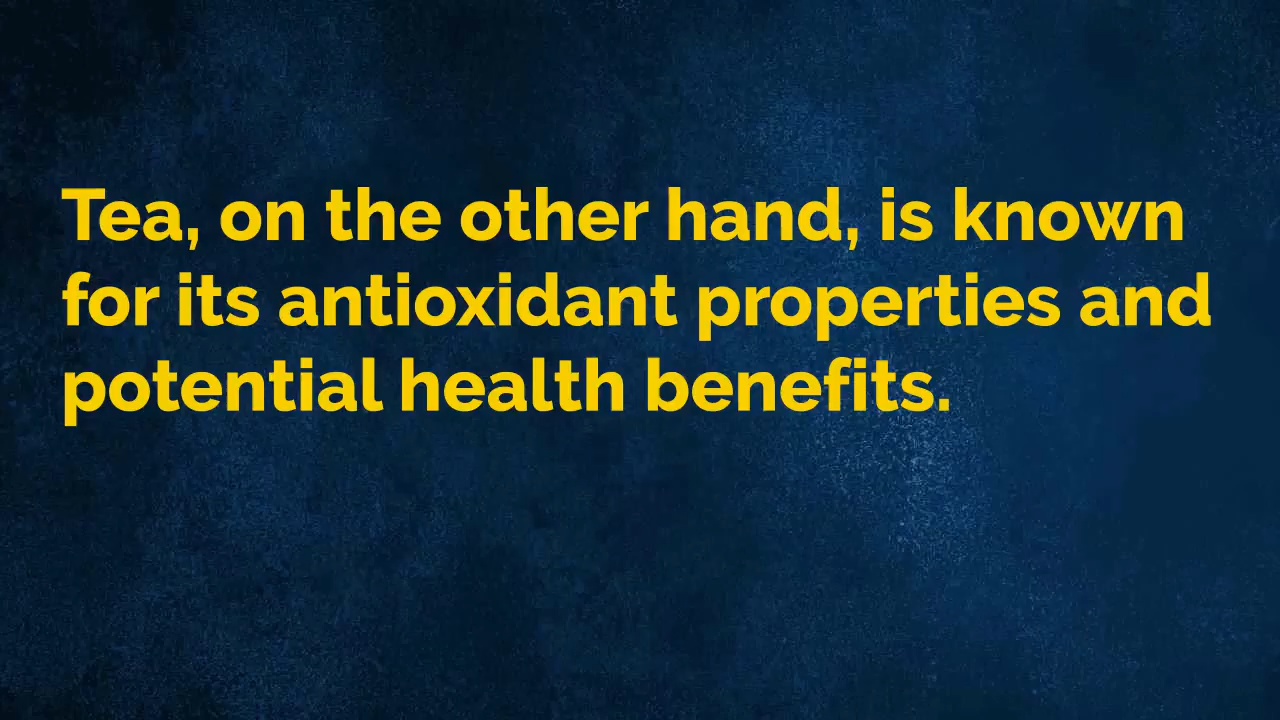 Tea, on the other hand, is known
for its antioxidant properties and
potential health benefits.